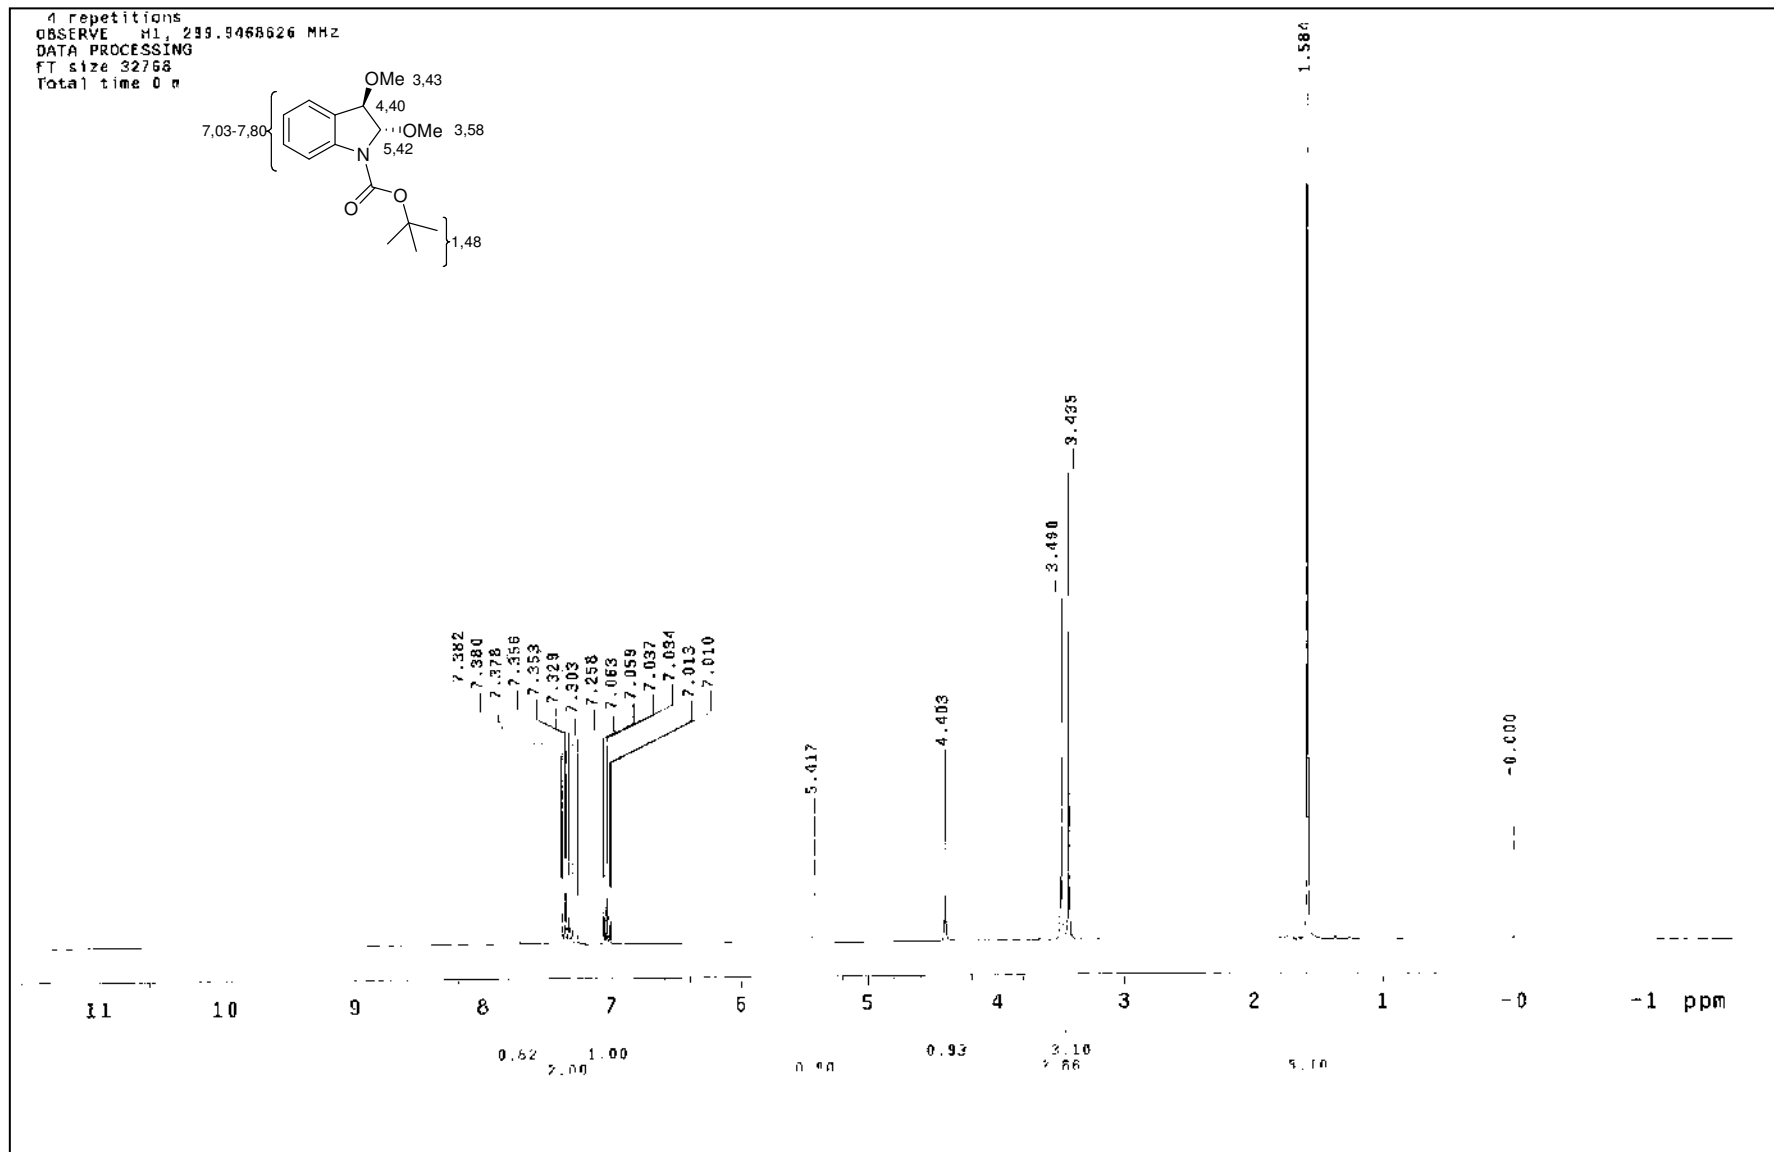 4 repetitions
OBSERVE H1, 299.9468626 MHz
DATA PROCESSING
FT size 32768
Total time 0 m
OMe 3,43
4,40
7,03-7,80
OMe 3,58
N
5,42
O
O
1,48
1.584
3.435
3.490
7.382
7.380
7.378
7.356
7.353
7.329
7.303
7.258
7.063
7.059
7.037
7.034
7.013
7.010
5.417
4.403
-0.000
11 10 9 8 7 6 5 4 3 2 1 -0 -1 ppm
0.82 1.00 0.93 3.10
2.00